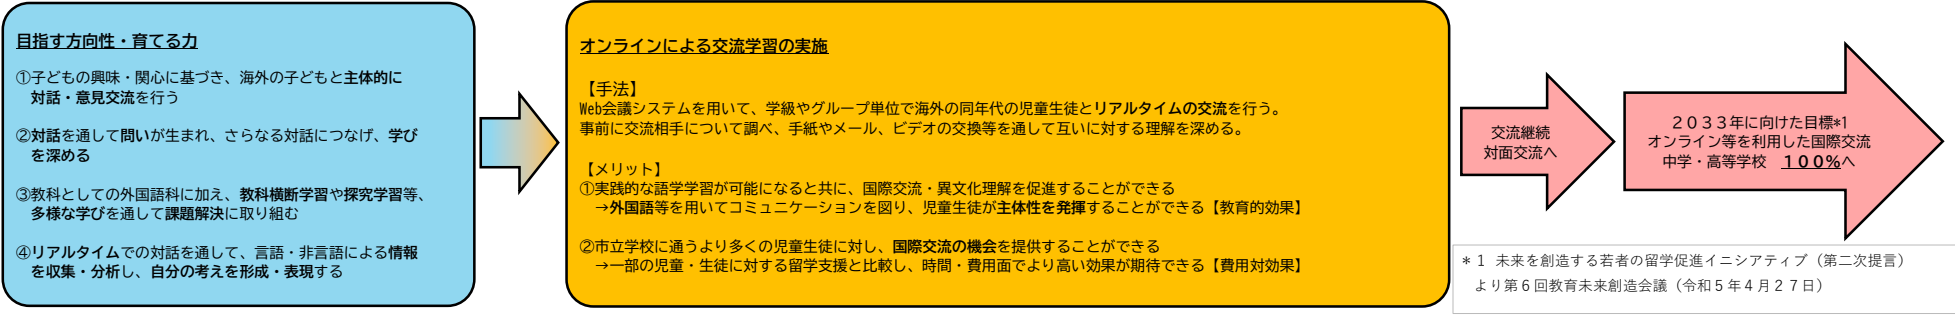 目指す方向性・育てる力
①子どもの興味・関心に基づき、海外の子どもと主体的に
対話・意見交流を行う
②対話を通して問いが生まれ、さらなる対話につなげ、学び
を深める
③教科としての外国語科に加え、教科横断学習や探究学習等、
多様な学びを通して課題解決に取り組む
④リアルタイムでの対話を通して、言語・非言語による情報
を収集・分析し、自分の考えを形成・表現する
オンラインによる交流学習の実施
【手法】
Web会議システムを用いて、学級やグループ単位で海外の同年代の児童生徒とリアルタイムの交流を行う。
事前に交流相手について調べ、手紙やメール、ビデオの交換等を通して互いに対する理解を深める。
【メリット】
①実践的な語学学習が可能になると共に、国際交流・異文化理解を促進することができる
→外国語等を用いてコミュニケーションを図り、児童生徒が主体性を発揮することができる【教育的効果】
②市立学校に通うより多くの児童生徒に対し、国際交流の機会を提供することができる
→一部の児童・生徒に対する留学支援と比較し、時間・費用面でより高い効果が期待できる【費用対効果】
交流継続
対面交流へ
２０３３年に向けた目標*1
オンライン等を利用した国際交流
中学・高等学校　１００%へ
＊１ 未来を創造する若者の留学促進イニシアティブ（第二次提言）
より第６回教育未来創造会議（令和５年４月２７日）